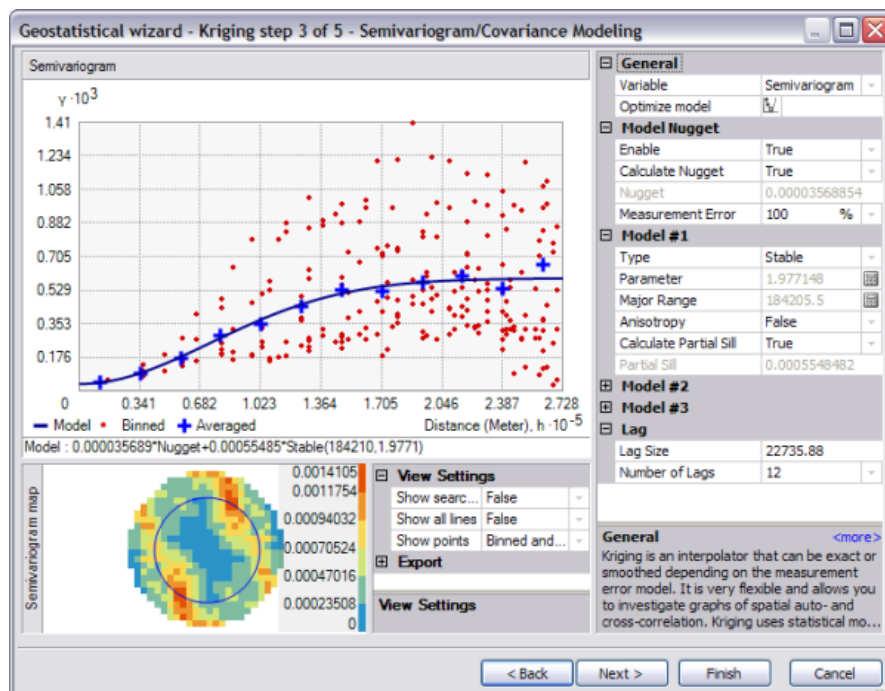 Geostatistical wizard - Kriging step 3 of 5 - Semivariogram/Covariance Modeling
Semivariogram
γ · 10³
1.41
1.234
1.058
0.882
0.705
0.529
0.353
0.176
0 0.341 0.682 1.023 1.364 1.705 2.046 2.387 2.728
Model Binned Averaged Distance (Meter), h · 10⁻⁵
Model : 0.000035689*Nugget+0.00055485*Stable(184210,1.9771)
Semivariogram map
0.0014105
0.0011754
0.00094032
0.00070524
0.00047016
0.00023508
0
View Settings
Show searc... False
Show all lines False
Show points Binned and...
Export
View Settings
General
Variable Semivariogram
Optimize model
Model Nugget
Enable True
Calculate Nugget True
Nugget 0.00003568854
Measurement Error 100 %
Model #1
Type Stable
Parameter 1.977148
Major Range 184205.5
Anisotropy False
Calculate Partial Sill True
Partial Sill 0.0005548482
Model #2
Model #3
Lag
Lag Size 22735.88
Number of Lags 12
General <more>
Kriging is an interpolator that can be exact or
smoothed depending on the measurement
error model. It is very flexible and allows you
to investigate graphs of spatial auto- and
cross-correlation. Kriging uses statistical mo...
< Back Next > Finish Cancel